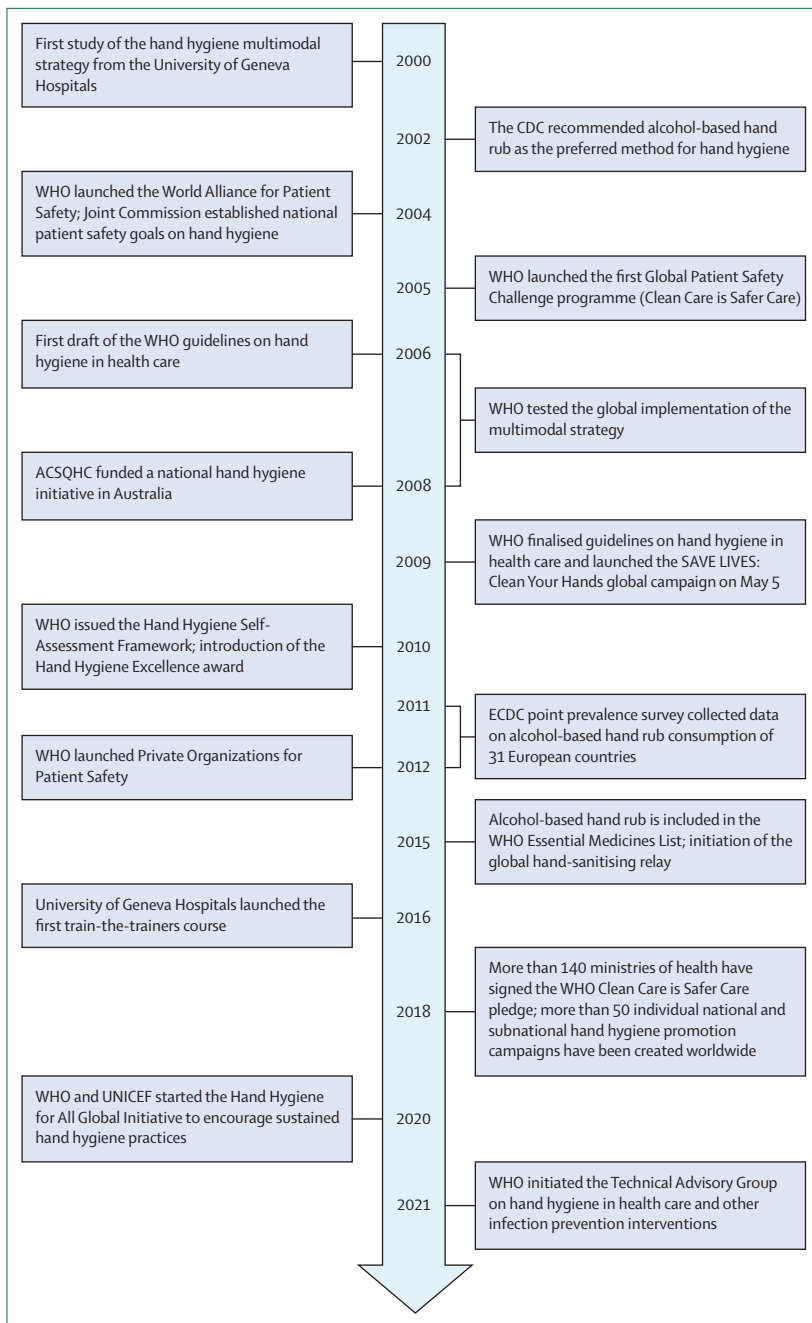 First study of the hand hygiene multimodal
strategy from the University of Geneva
Hospitals
2000
The CDC recommended alcohol-based hand
rub as the preferred method for hand hygiene
2002
WHO launched the World Alliance for Patient
Safety; Joint Commission established national
patient safety goals on hand hygiene
2004
WHO launched the first Global Patient Safety
Challenge programme (Clean Care is Safer Care)
2005
First draft of the WHO guidelines on hand
hygiene in health care
2006
WHO tested the global implementation of the
multimodal strategy
ACSQHC funded a national hand hygiene
initiative in Australia
2008
WHO finalised guidelines on hand hygiene in
health care and launched the SAVE LIVES:
Clean Your Hands global campaign on May 5
2009
WHO issued the Hand Hygiene Self-
Assessment Framework; introduction of the
Hand Hygiene Excellence award
2010
2011
ECDC point prevalence survey collected data
on alcohol-based hand rub consumption of
31 European countries
WHO launched Private Organizations for
Patient Safety
2012
Alcohol-based hand rub is included in the
WHO Essential Medicines List; initiation of the
global hand-sanitising relay
2015
University of Geneva Hospitals launched the
first train-the-trainers course
2016
More than 140 ministries of health have
signed the WHO Clean Care is Safer Care
pledge; more than 50 individual national and
subnational hand hygiene promotion
campaigns have been created worldwide
2018
WHO and UNICEF started the Hand Hygiene
for All Global Initiative to encourage sustained
hand hygiene practices
2020
WHO initiated the Technical Advisory Group
on hand hygiene in health care and other
infection prevention interventions
2021